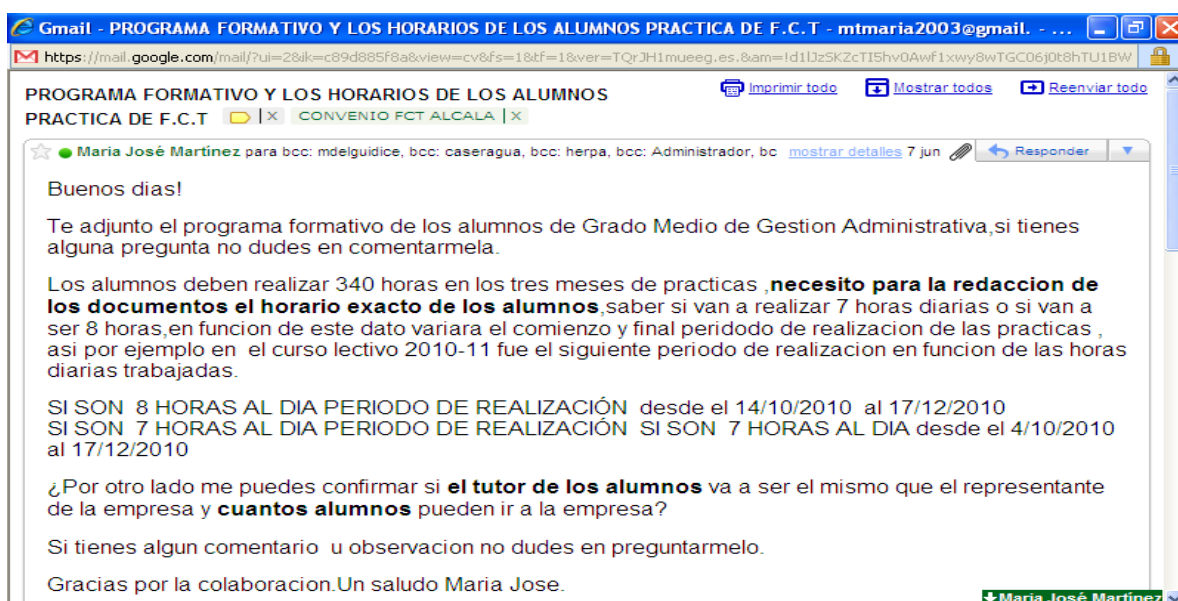 Gmail - PROGRAMA FORMATIVO Y LOS HORARIOS DE LOS ALUMNOS PRACTICA DE F.C.T - mtmaria2003@gmail. - ...
https://mail.google.com/mail/?ui=2&ik=c89d885f8a&view=cv&fs=1&tf=1&ver=TQrJH1mueeg.es.&am=!d1lJzSKZcTI5hv0Awf1xwy8wTGC06j0t8hTU1BW
PROGRAMA FORMATIVO Y LOS HORARIOS DE LOS ALUMNOS Imprimir todo Mostrar todos Reenviar todo
PRACTICA DE F.C.T | X CONVENIO FCT ALCALA | X
Maria José Martínez para bcc: mdelguidice, bcc: caseragua, bcc: herpa, bcc: Administrador, bc mostrar detalles 7 jun Responder
Buenos dias!
Te adjunto el programa formativo de los alumnos de Grado Medio de Gestion Administrativa,si tienes
alguna pregunta no dudes en comentarmela.
Los alumnos deben realizar 340 horas en los tres meses de practicas ,necesito para la redaccion de
los documentos el horario exacto de los alumnos,saber si van a realizar 7 horas diarias o si van a
ser 8 horas,en funcion de este dato variara el comienzo y final peridodo de realizacion de las practicas ,
asi por ejemplo en el curso lectivo 2010-11 fue el siguiente periodo de realizacion en funcion de las horas
diarias trabajadas.
SI SON 8 HORAS AL DIA PERIODO DE REALIZACIÓN desde el 14/10/2010 al 17/12/2010
SI SON 7 HORAS AL DIA PERIODO DE REALIZACIÓN SI SON 7 HORAS AL DIA desde el 4/10/2010
al 17/12/2010
¿Por otro lado me puedes confirmar si el tutor de los alumnos va a ser el mismo que el representante
de la empresa y cuantos alumnos pueden ir a la empresa?
Si tienes algun comentario u observacion no dudes en preguntarmelo.
Gracias por la colaboracion.Un saludo Maria Jose.
Maria José Martínez